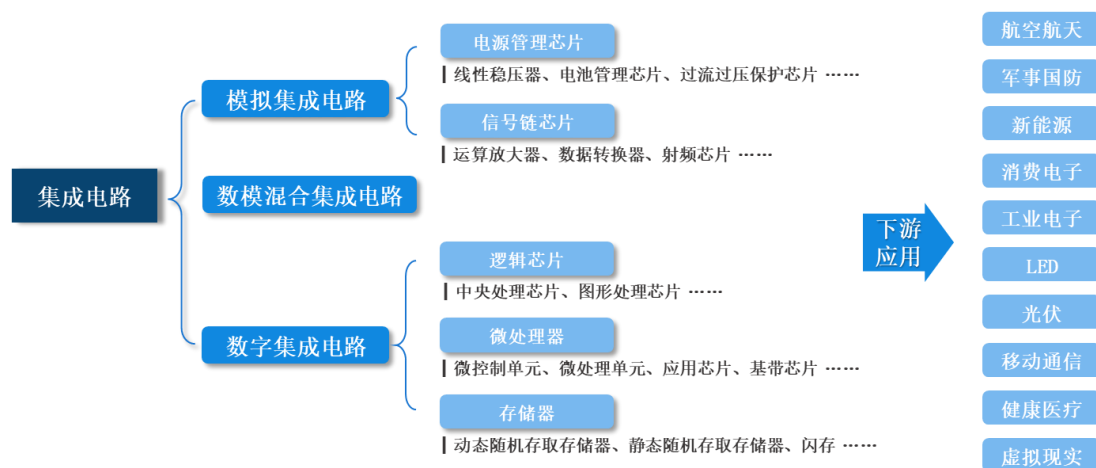 集成电路
模拟集成电路
电源管理芯片
线性稳压器、电池管理芯片、过流过压保护芯片 ……
信号链芯片
运算放大器、数据转换器、射频芯片 ……
数模混合集成电路
数字集成电路
逻辑芯片
中央处理芯片、图形处理芯片 ……
微处理器
微控制单元、微处理单元、应用芯片、基带芯片 ……
存储器
动态随机存取存储器、静态随机存取存储器、闪存 ……
下游
应用
航空航天
军事国防
新能源
消费电子
工业电子
LED
光伏
移动通信
健康医疗
虚拟现实